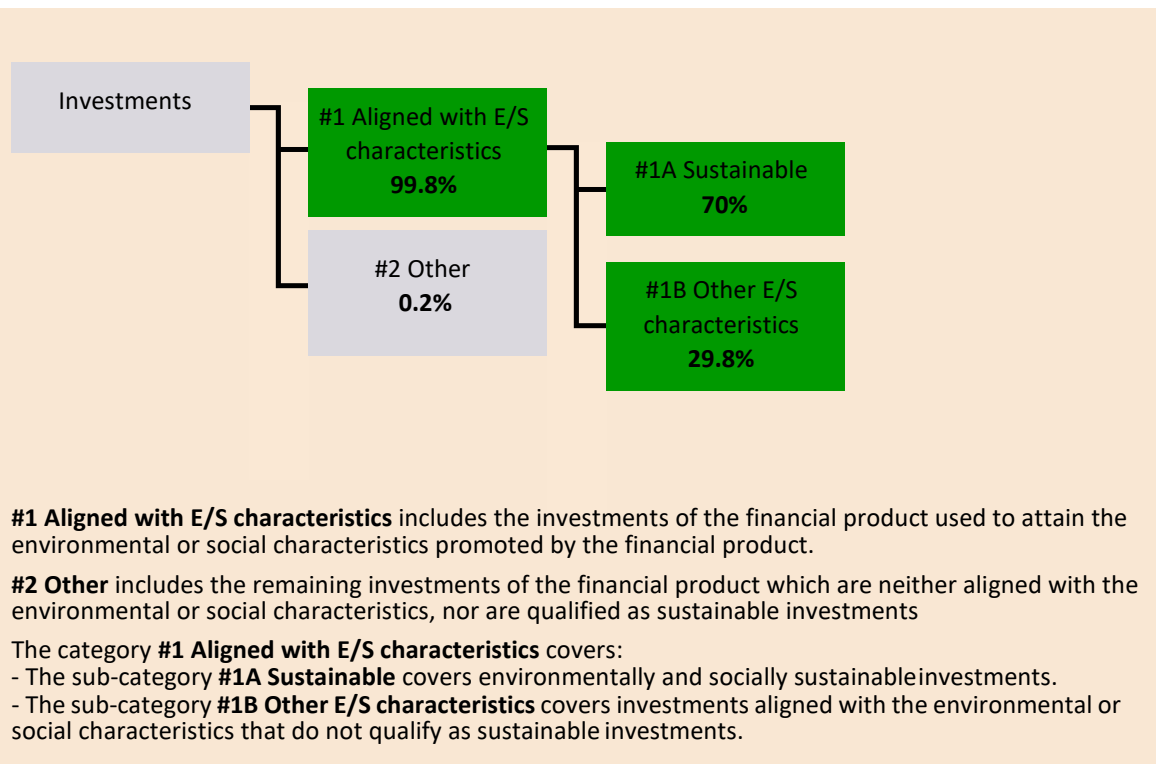 Investments
#1 Aligned with E/S
characteristics
99.8%
#2 Other
0.2%
#1A Sustainable
70%
#1B Other E/S
characteristics
29.8%
#1 Aligned with E/S characteristics includes the investments of the financial product used to attain the
environmental or social characteristics promoted by the financial product.
#2 Other includes the remaining investments of the financial product which are neither aligned with the
environmental or social characteristics, nor are qualified as sustainable investments
The category #1 Aligned with E/S characteristics covers:
- The sub-category #1A Sustainable covers environmentally and socially sustainable investments.
- The sub-category #1B Other E/S characteristics covers investments aligned with the environmental or
social characteristics that do not qualify as sustainable investments.